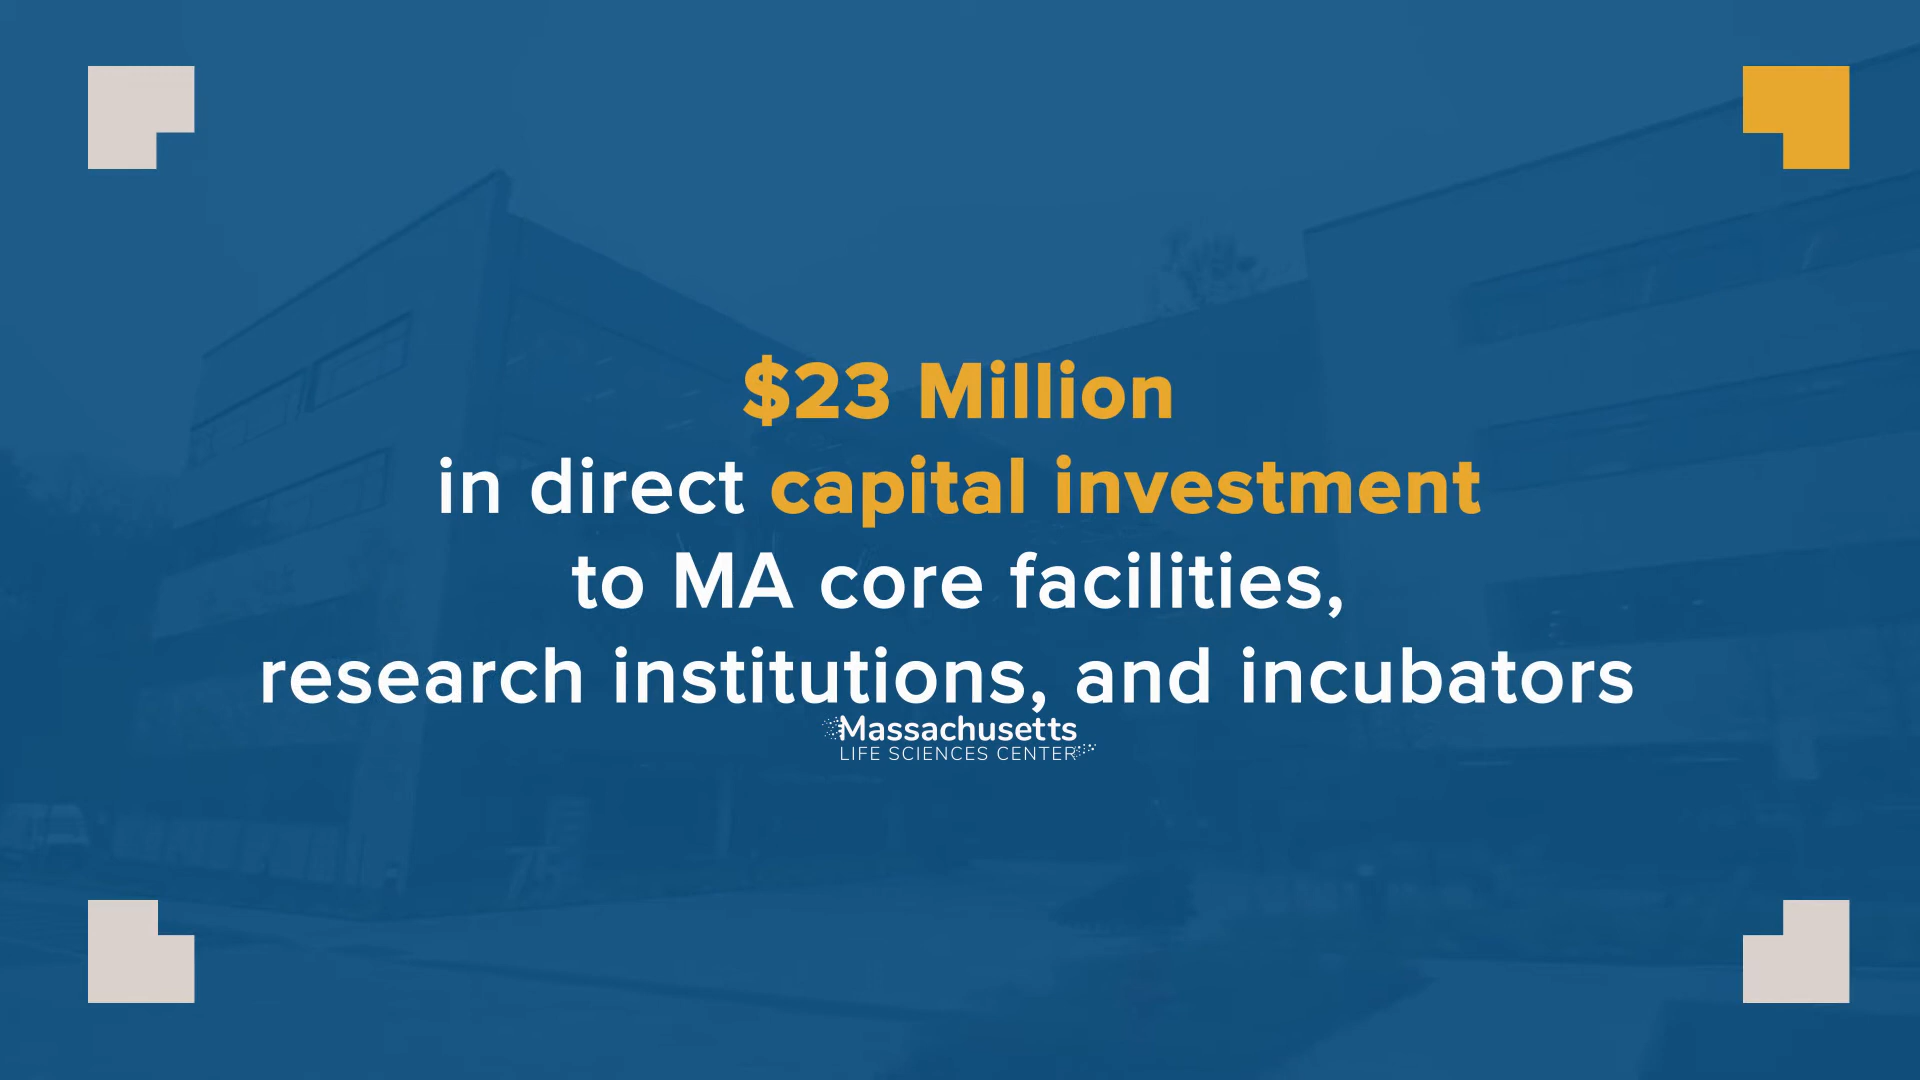 $23 Million
in direct capital investment
to MA core facilities,
research institutions, and incubators
Massachusetts
LIFE SCIENCES CENTER